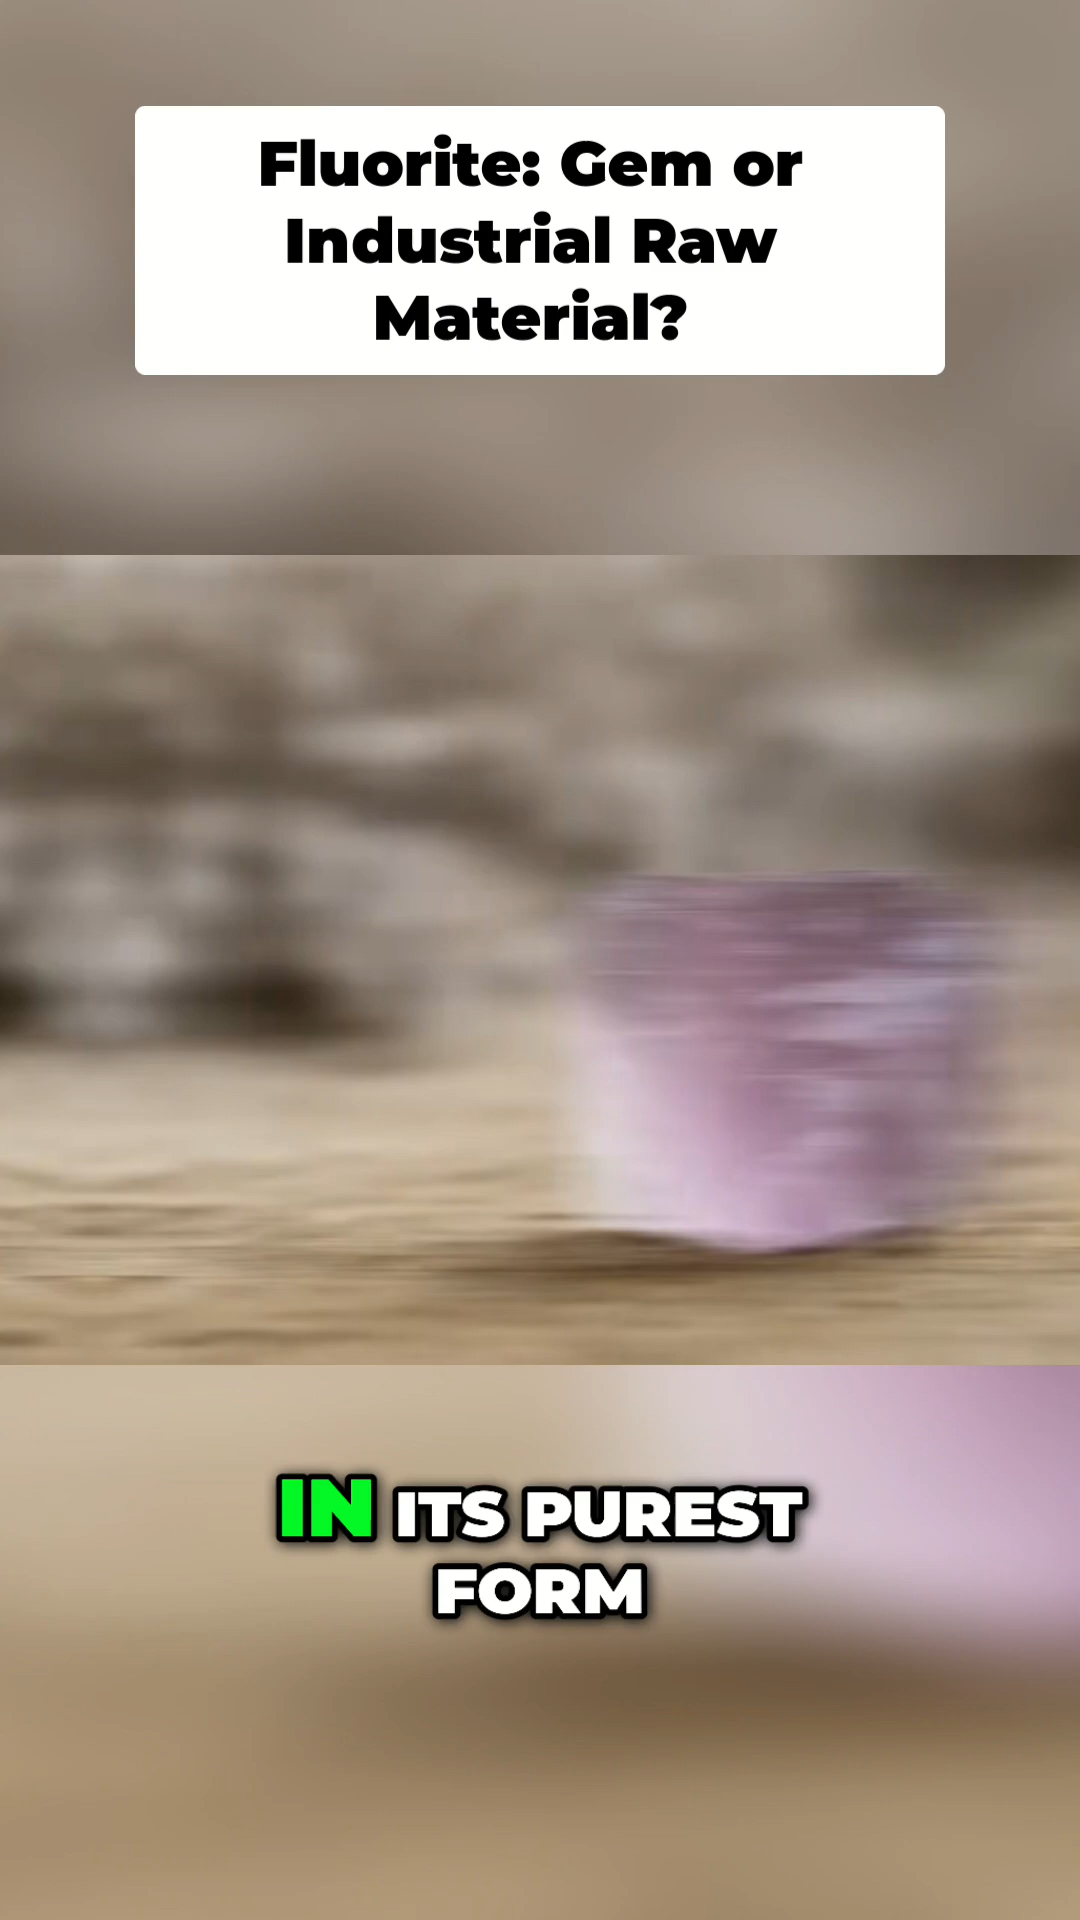 Fluorite: Gem or
Industrial Raw
Material?
IN ITS PUREST
FORM